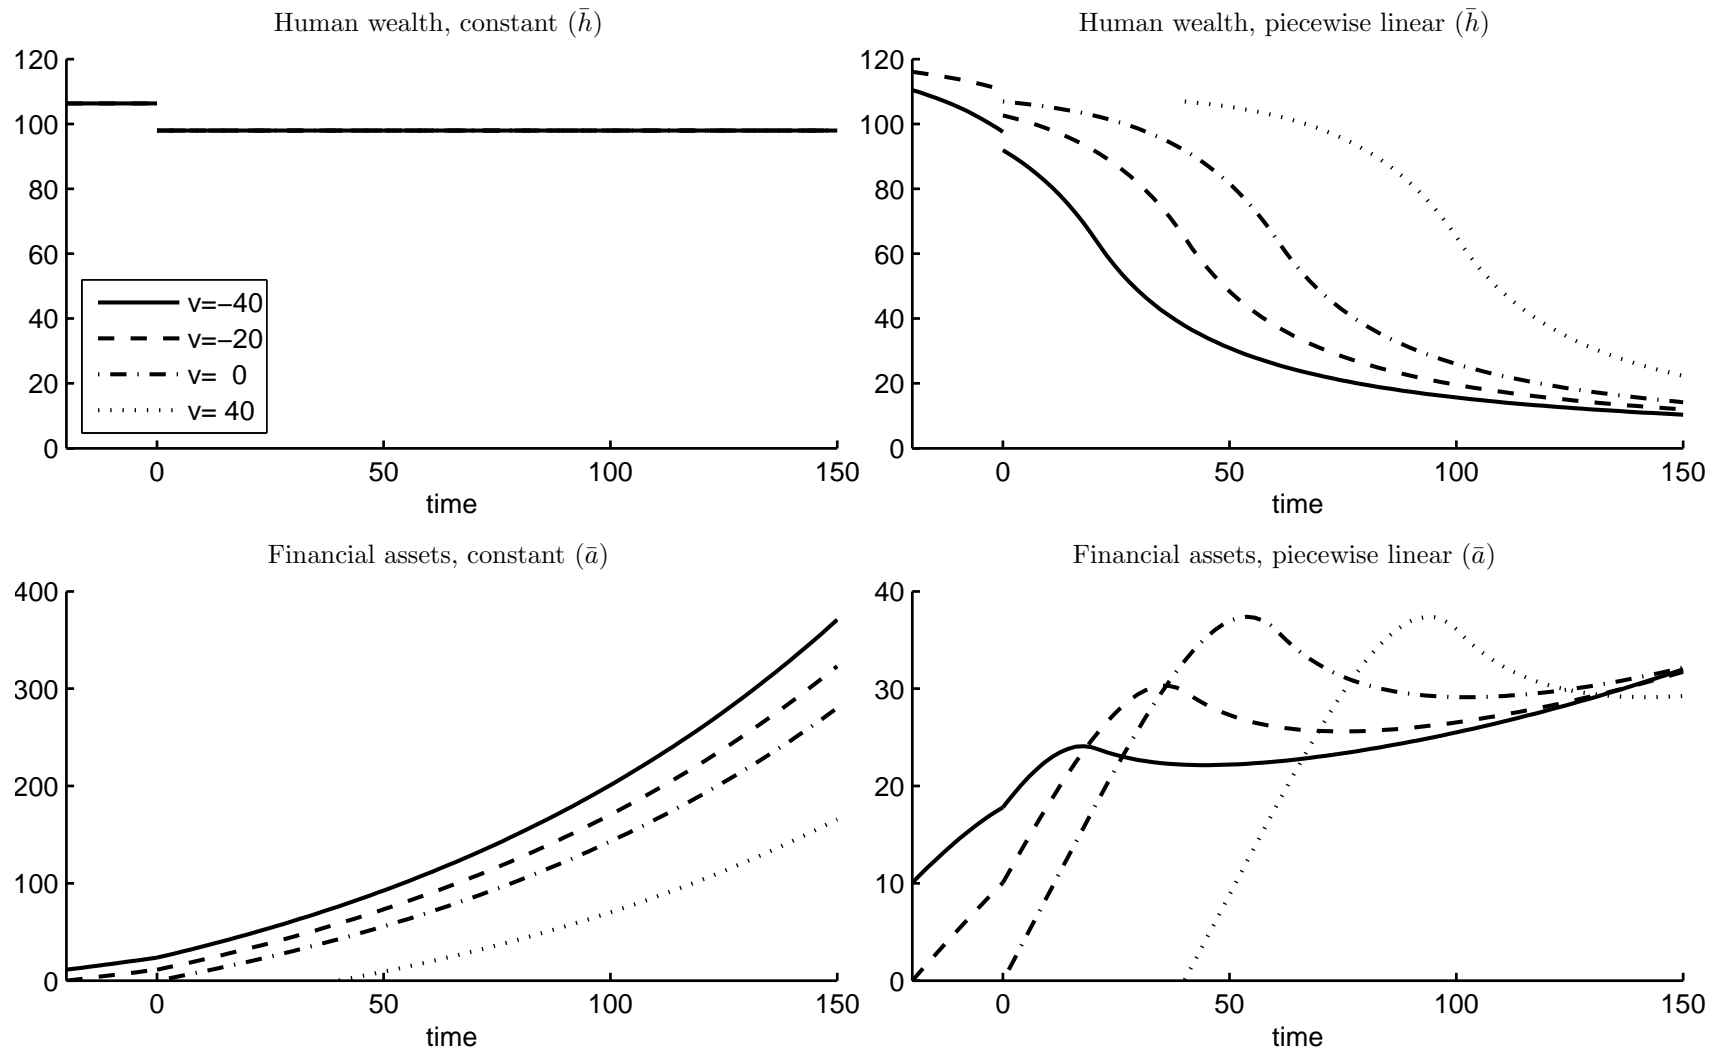 Human wealth, constant (h̄)
120
100
80
60
40
20
0
v=−40
v=−20
v= 0
v= 40
0 50 100 150
time
Human wealth, piecewise linear (h̄)
120
100
80
60
40
20
0
0 50 100 150
time
Financial assets, constant (ā)
400
300
200
100
0
0 50 100 150
time
Financial assets, piecewise linear (ā)
40
30
20
10
0
0 50 100 150
time